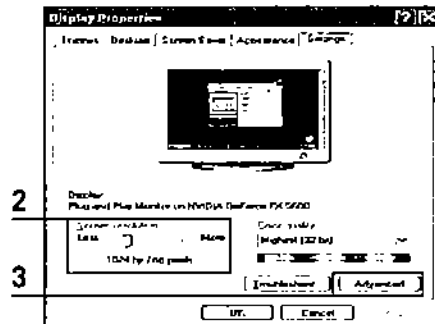 Display Properties
Themes Desktop Screen Saver Appearance Settings
2
Display:
Plug and Play Monitor on NVIDIA GeForce FX
Screen resolution
Less More
1024 by 768 pixels
Color quality
Highest (32 bit)
3
Troubleshoot Advanced
OK Cancel